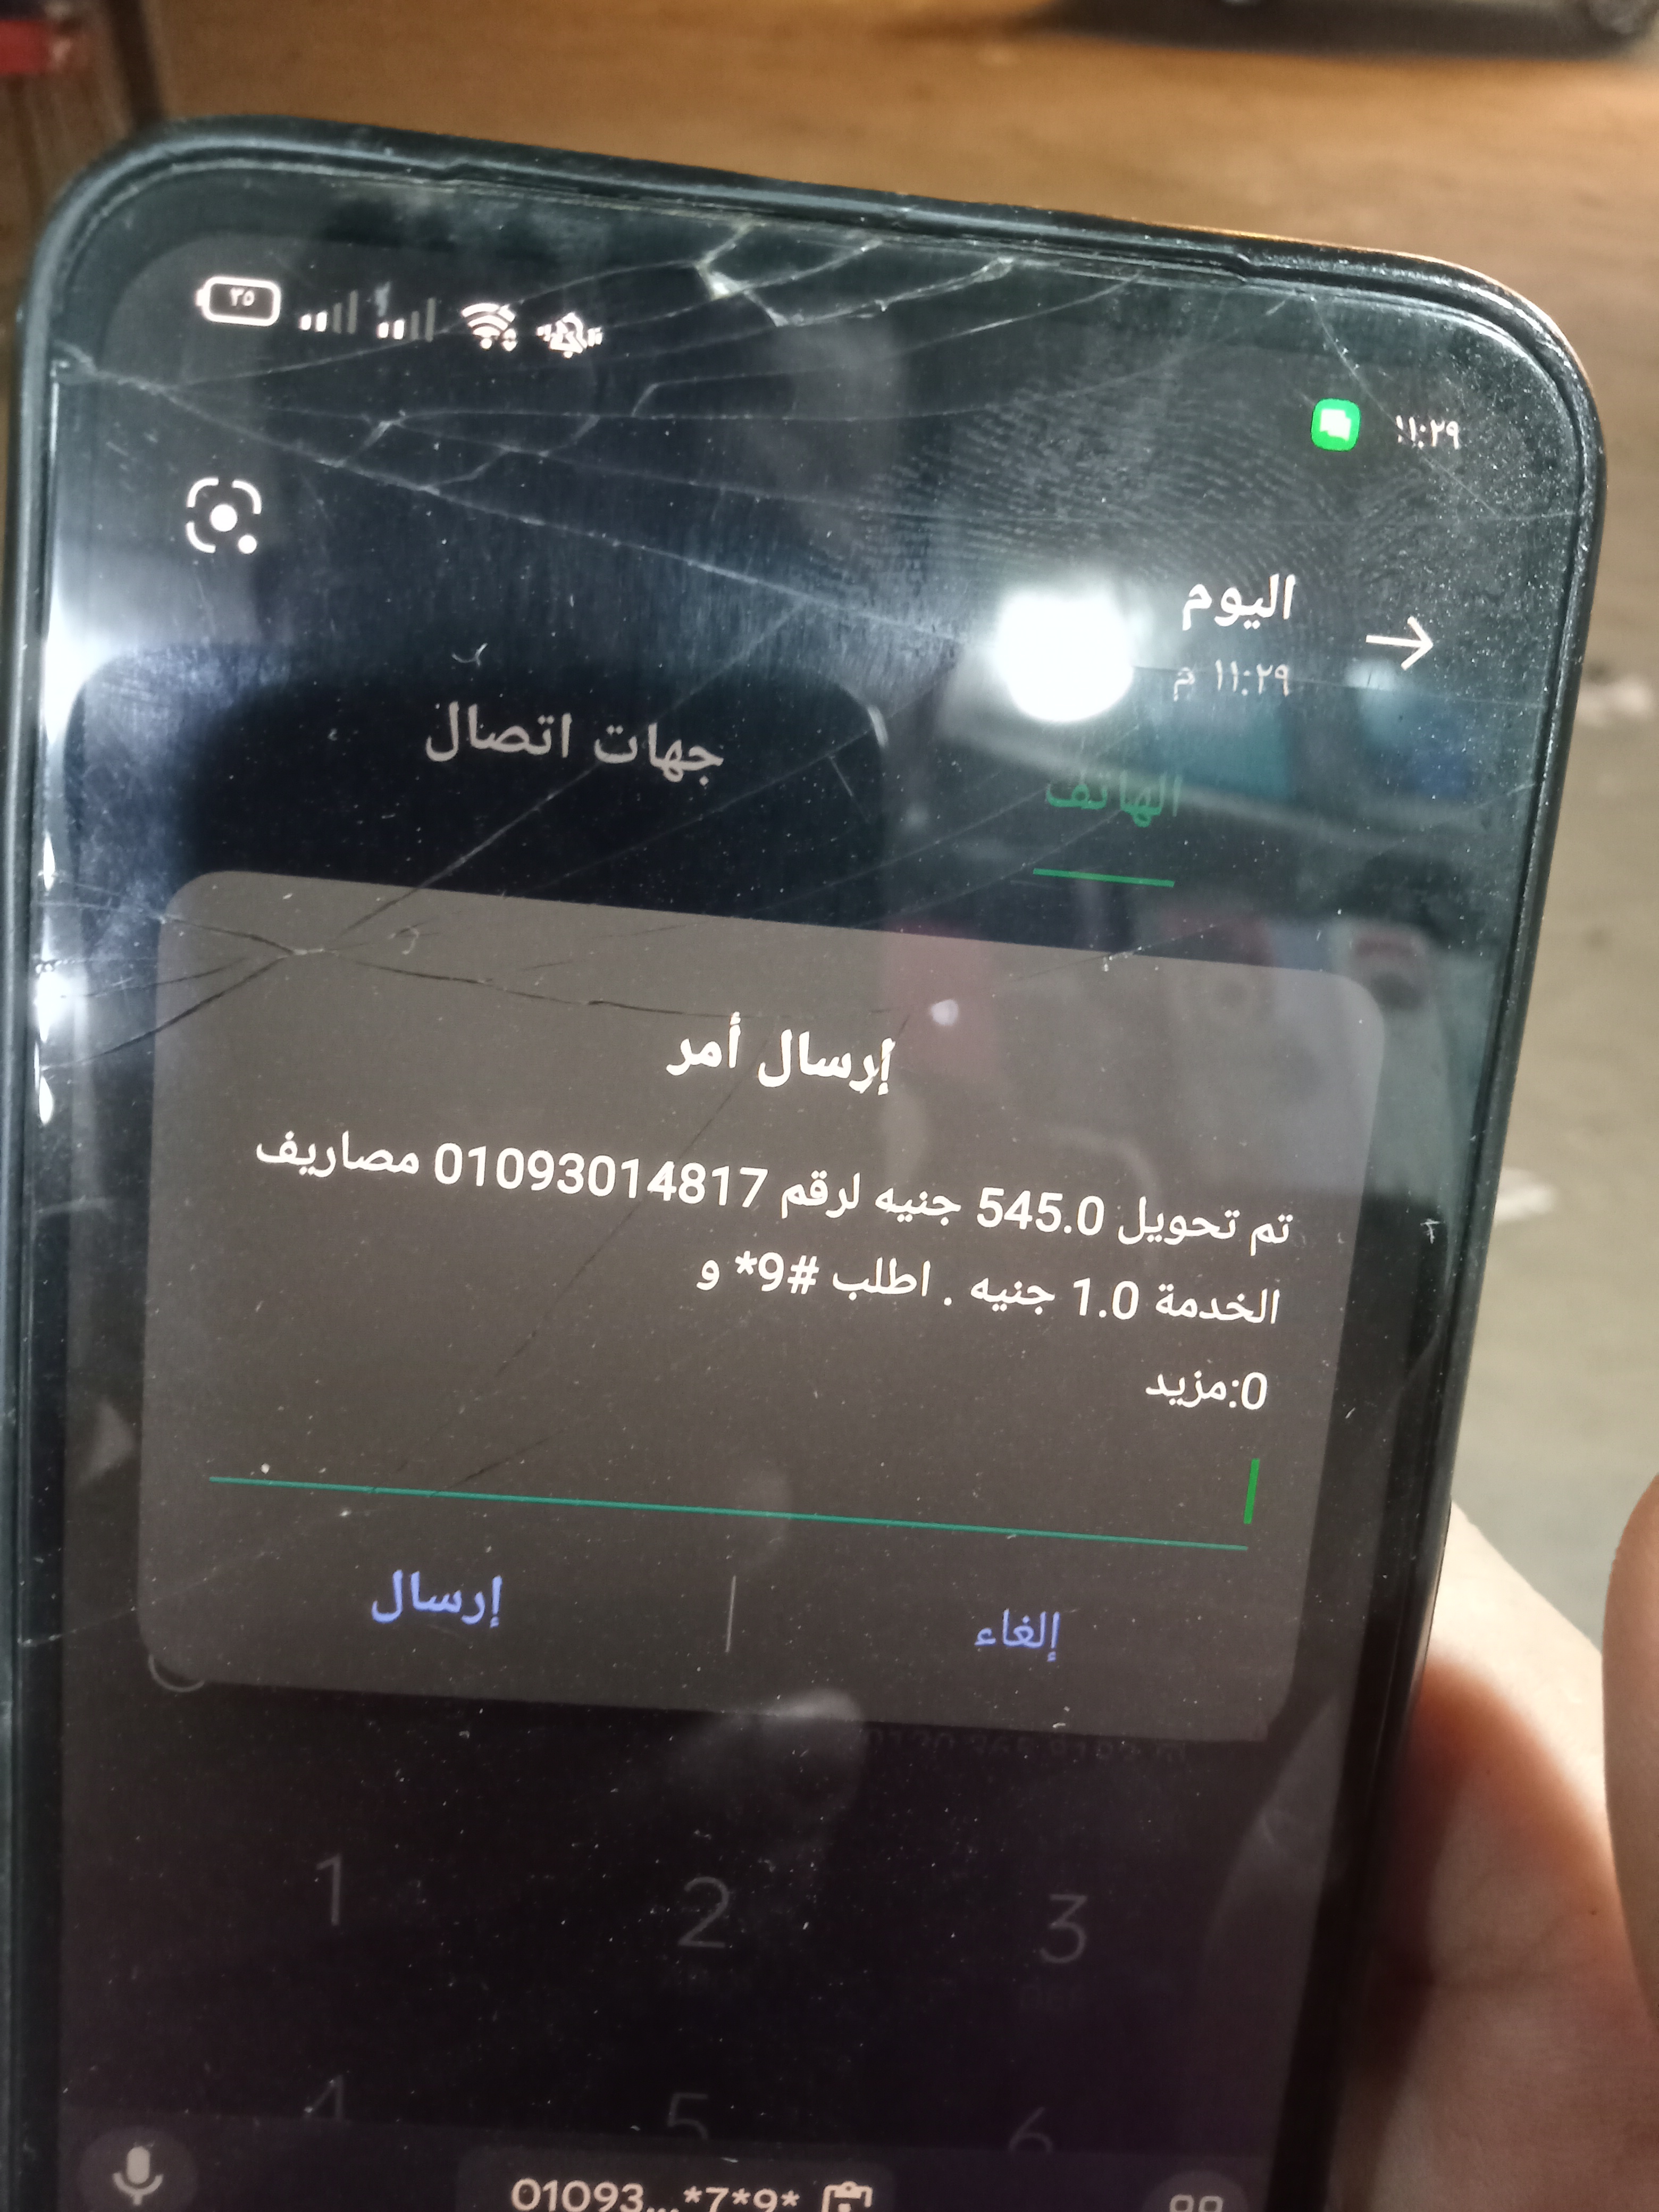 ٣٥
١١:٢٩
اليوم
١١:٢٩ م
جهات اتصال
الهاتف
إرسال أمر
تم تحويل 545.0 جنيه لرقم 01093014817 مصاريف
الخدمة 1.0 جنيه . اطلب #9* و
0:مزيد
إلغاء
إرسال
1 2 3
4 5 6
*9*7*...01093